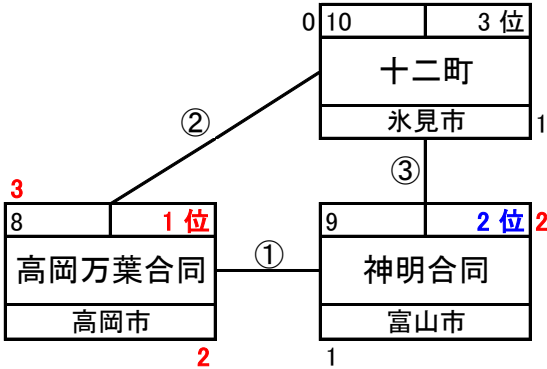 0 10 3 位
十二町
氷見市 1
②
③
3
8 1 位
高岡万葉合同
高岡市
2
①
9 2 位 2
神明合同
富山市
1